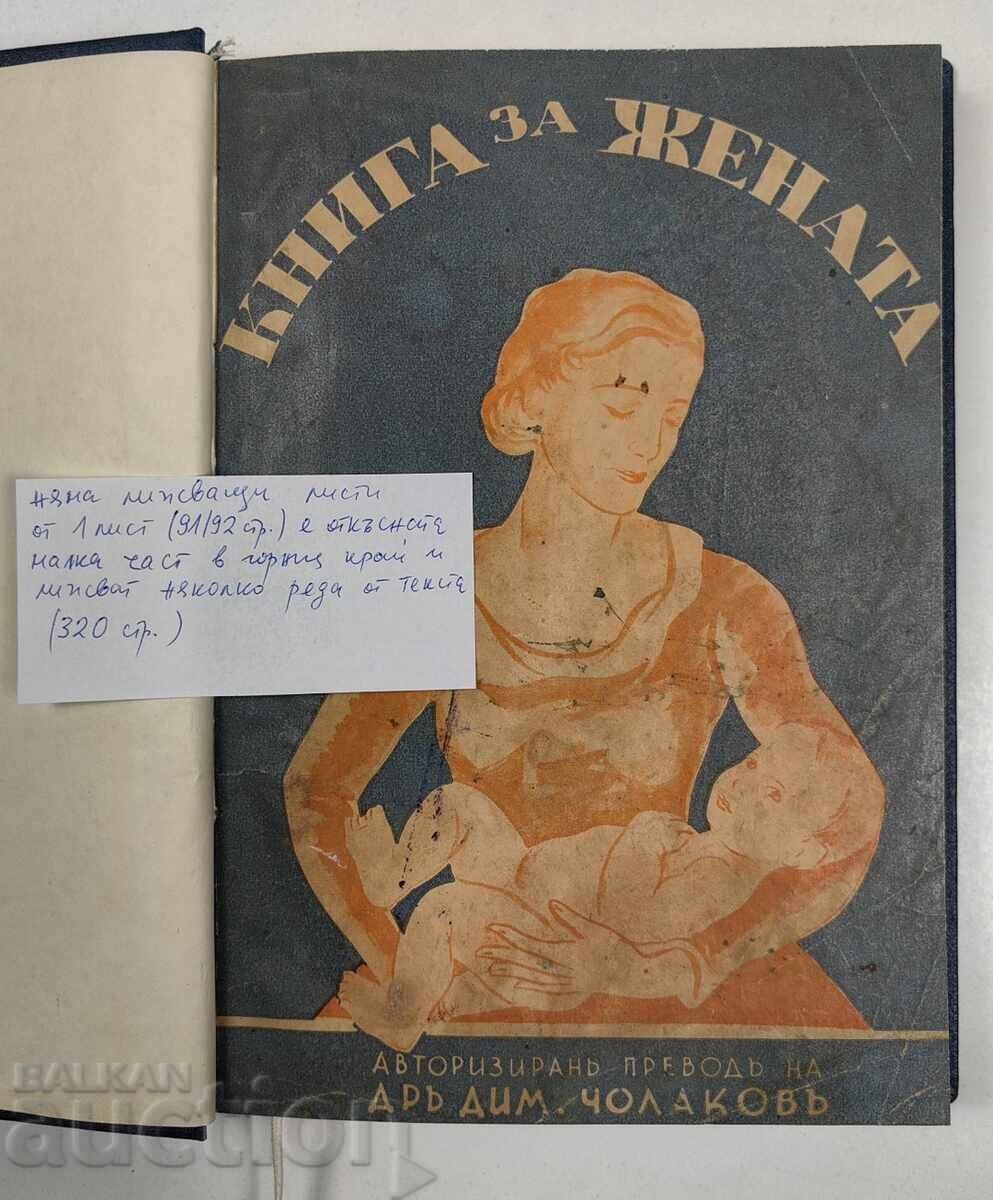 КНИГА ЗА ЖЕНАТА
няма липсващи листи
от 1 лист (91/92 стр.) е откъсната
малка част в горния край и
липсват няколко реда от текста
(320 стр.)
АВТОРИЗИРАНЪ ПРЕВОДЪ НА
ДРЪ ДИМ. ЧОЛАКОВЪ
BALKAN
auction